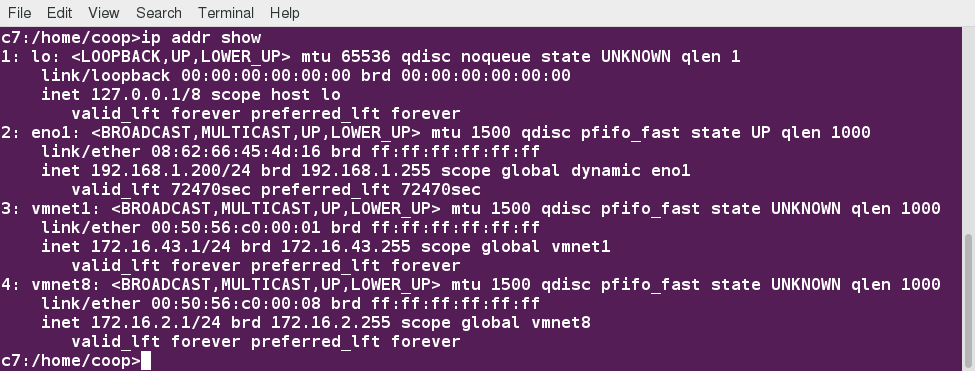 File Edit View Search Terminal Help
c7:/home/coop>ip addr show
1: lo: <LOOPBACK,UP,LOWER_UP> mtu 65536 qdisc noqueue state UNKNOWN qlen 1
    link/loopback 00:00:00:00:00:00 brd 00:00:00:00:00:00
    inet 127.0.0.1/8 scope host lo
       valid_lft forever preferred_lft forever
2: eno1: <BROADCAST,MULTICAST,UP,LOWER_UP> mtu 1500 qdisc pfifo_fast state UP qlen 1000
    link/ether 08:62:66:45:4d:16 brd ff:ff:ff:ff:ff:ff
    inet 192.168.1.200/24 brd 192.168.1.255 scope global dynamic eno1
       valid_lft 72470sec preferred_lft 72470sec
3: vmnet1: <BROADCAST,MULTICAST,UP,LOWER_UP> mtu 1500 qdisc pfifo_fast state UNKNOWN qlen 1000
    link/ether 00:50:56:c0:00:01 brd ff:ff:ff:ff:ff:ff
    inet 172.16.43.1/24 brd 172.16.43.255 scope global vmnet1
       valid_lft forever preferred_lft forever
4: vmnet8: <BROADCAST,MULTICAST,UP,LOWER_UP> mtu 1500 qdisc pfifo_fast state UNKNOWN qlen 1000
    link/ether 00:50:56:c0:00:08 brd ff:ff:ff:ff:ff:ff
    inet 172.16.2.1/24 brd 172.16.2.255 scope global vmnet8
       valid_lft forever preferred_lft forever
c7:/home/coop>